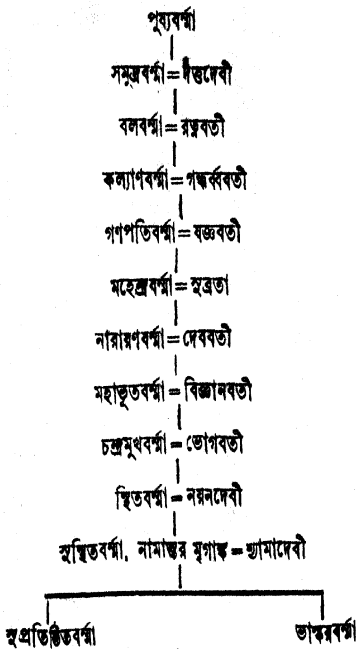 পুষ্যবর্ম্মা
সমুদ্রবর্ম্মা=দত্তদেবী
বলবর্ম্মা=রত্নবতী
কল্যাণবর্ম্মা=গন্ধর্ব্ববতী
গণপতিবর্ম্মা=যজ্ঞবতী
মহেন্দ্রবর্ম্মা=সুব্রতা
নারায়ণবর্ম্মা=দেববতী
মহাভূতবর্ম্মা=বিজ্ঞানবতী
চন্দ্রমুখবর্ম্মা=ভোগবতী
স্থিতবর্ম্মা=নয়নদেবী
সুস্থিতবর্ম্মা, নামান্তর মৃগাঙ্ক=শ্যামাদেবী
সুপ্রতিষ্ঠিতবর্ম্মা ভাস্করবর্ম্মা